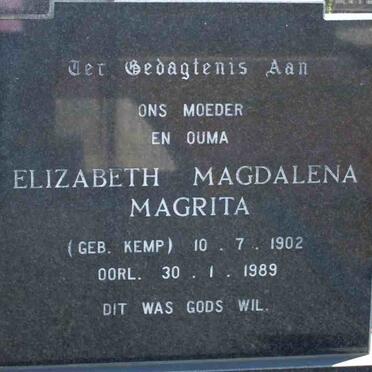 Ter Gedagtenis Aan
ONS MOEDER
EN OUMA
ELIZABETH MAGDALENA
MAGRITA
(GEB. KEMP) 10 . 7 . 1902
OORL. 30 . 1 . 1989
DIT WAS GODS WIL.